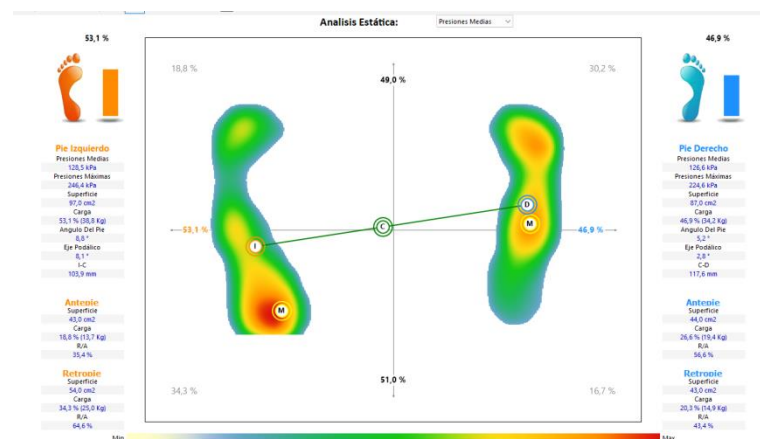 Analisis Estática:
Presiones Medias
53,1 %
46,9 %
18,8 %
30,2 %
49,0 %
Pie Izquierdo
Presiones Medias
128,5 kPa
Presiones Máximas
246,4 kPa
Superficie
97,0 cm2
Carga
53,1 % (38,8 Kg)
Angulo Del Pie
8,8 °
Eje Podálico
8,1 °
I-C
103,9 mm
Antepie
Superficie
43,0 cm2
Carga
18,8 % (13,7 Kg)
R/A
35,4 %
Retropie
Superficie
54,0 cm2
Carga
34,3 % (25,0 Kg)
R/A
64,6 %
53,1 %
I
C
D
M
M
46,9 %
34,3 %
51,0 %
16,7 %
Pie Derecho
Presiones Medias
126,6 kPa
Presiones Máximas
224,6 kPa
Superficie
87,0 cm2
Carga
46,9 % (34,2 Kg)
Angulo Del Pie
5,2 °
Eje Podálico
2,8 °
C-D
117,6 mm
Antepie
Superficie
44,0 cm2
Carga
26,6 % (19,4 Kg)
R/A
56,6 %
Retropie
Superficie
43,0 cm2
Carga
20,3 % (14,9 Kg)
R/A
43,4 %
Min
Max